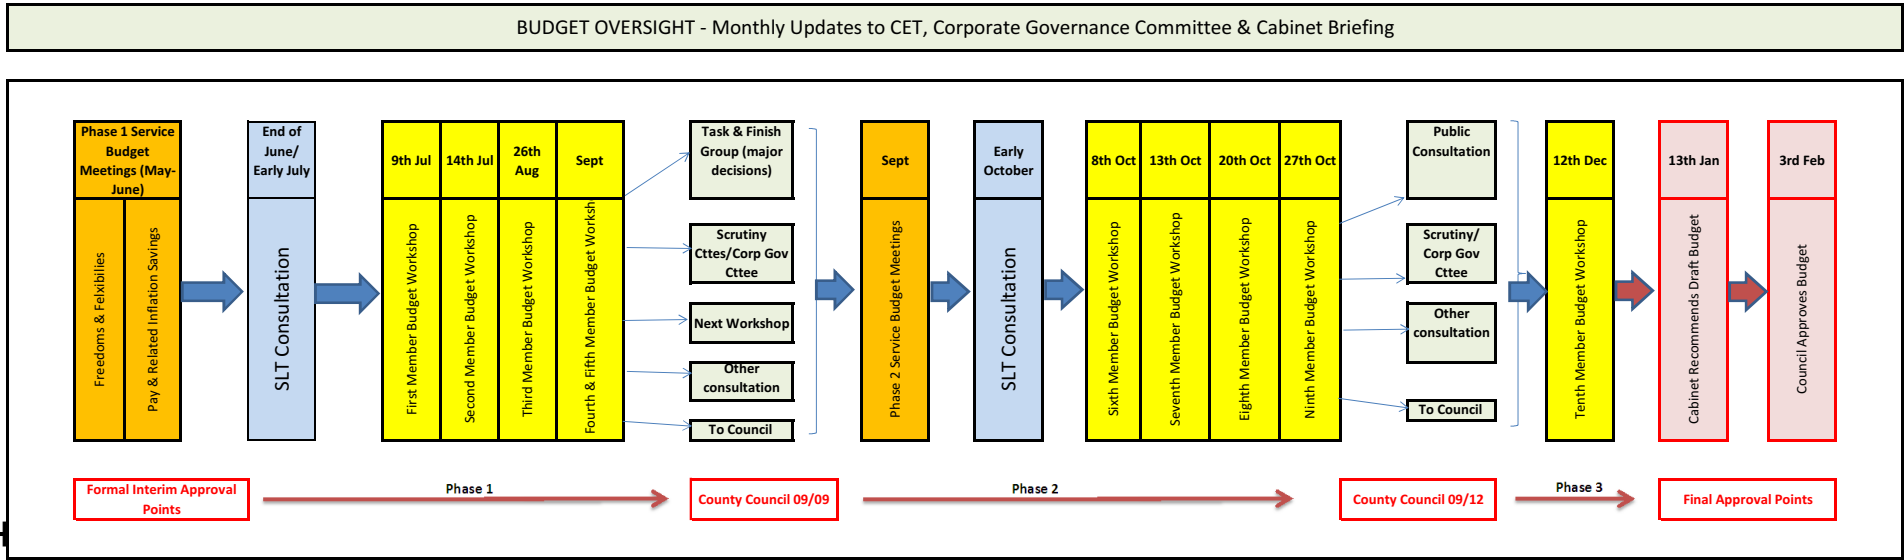 BUDGET OVERSIGHT - Monthly Updates to CET, Corporate Governance Committee & Cabinet Briefing
Phase 1 Service
Budget
Meetings (May-
June)
Freedoms & Felxibilies
Pay & Related Inflation Savings
End of
June/
Early July
SLT Consultation
9th Jul
First Member Budget Workshop
14th Jul
Second Member Budget Workshop
26th
Aug
Third Member Budget Workshop
Sept
Fourth & Fifth Member Budget Worksh
Task & Finish
Group (major
decisions)
Scrutiny
Cttes/Corp Gov
Cttee
Next Workshop
Other
consultation
To Council
Sept
Phase 2 Service Budget Meetings
Early
October
SLT Consultation
8th Oct
Sixth Member Budget Workshop
13th Oct
Seventh Member Budget Workshop
20th Oct
Eighth Member Budget Workshop
27th Oct
Ninth Member Budget Workshop
Public
Consultation
Scrutiny/
Corp Gov
Cttee
Other
consultation
To Council
12th Dec
Tenth Member Budget Workshop
13th Jan
Cabinet Recommends Draft Budget
3rd Feb
Council Approves Budget
Formal Interim Approval
Points
Phase 1
County Council 09/09
Phase 2
County Council 09/12
Phase 3
Final Approval Points